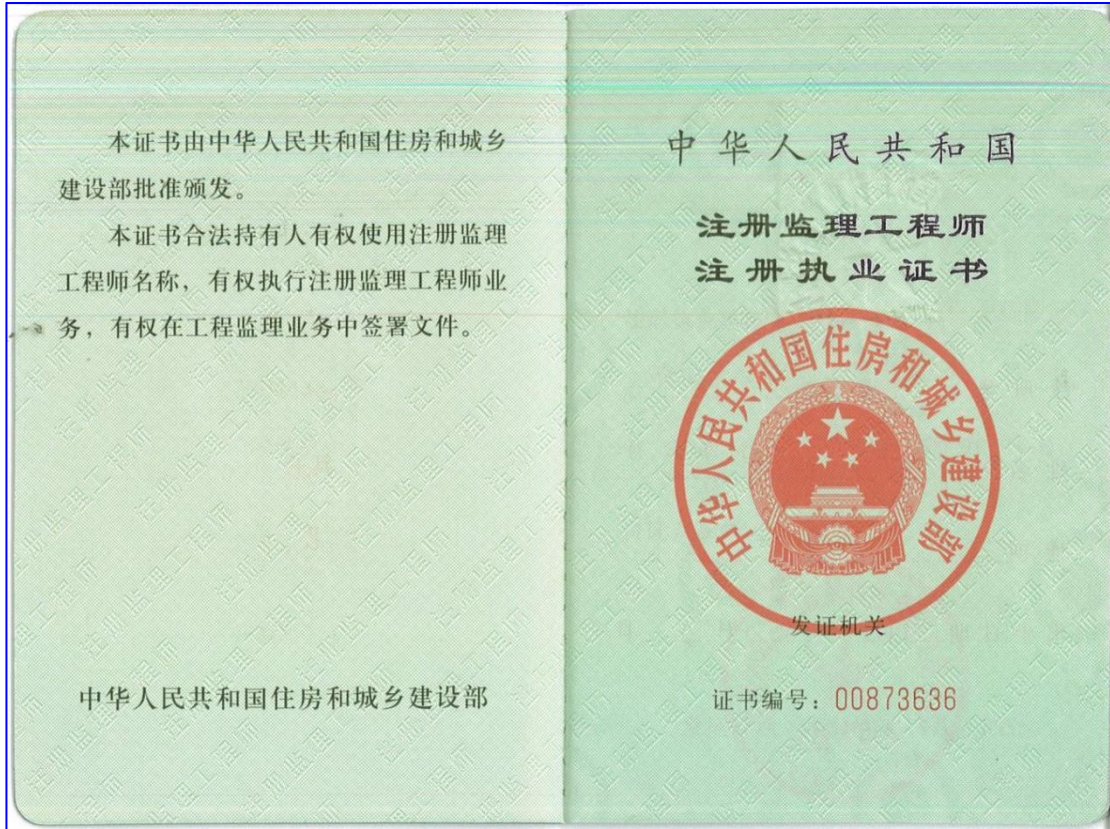 本证书由中华人民共和国住房和城乡
建设部批准颁发。
本证书合法持有人有权使用注册监理
工程师名称，有权执行注册监理工程师业
务，有权在工程监理业务中签署文件。
中华人民共和国住房和城乡建设部
中华人民共和国
注册监理工程师
注册执业证书
中华人民共和国住房和城乡建设部
发证机关
证书编号：00873636